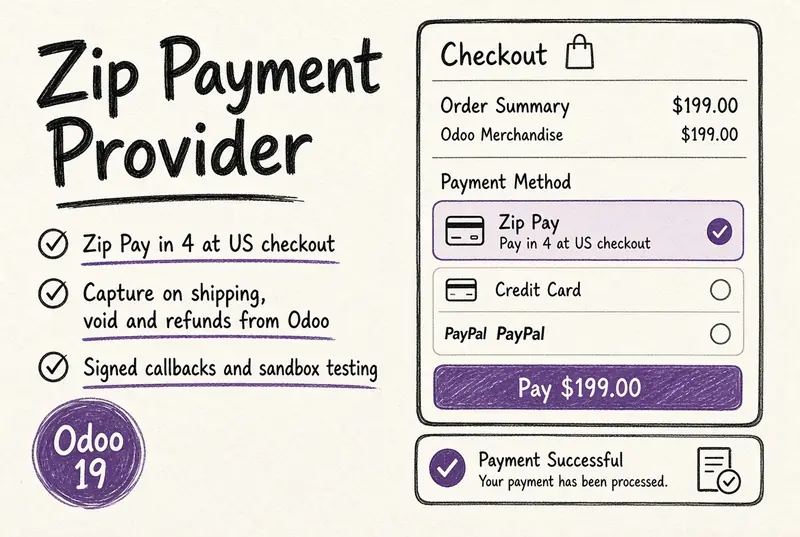 Zip Payment
Provider
Zip Pay in 4 at US checkout
Capture on shipping,
void and refunds from Odoo
Signed callbacks and sandbox testing
Odoo
19
Checkout
Order Summary $199.00
Odoo Merchandise $199.00
Payment Method
Zip Pay
Pay in 4 at US checkout
Credit Card
PayPal PayPal
Pay $199.00
Payment Successful
Your payment has been processed.